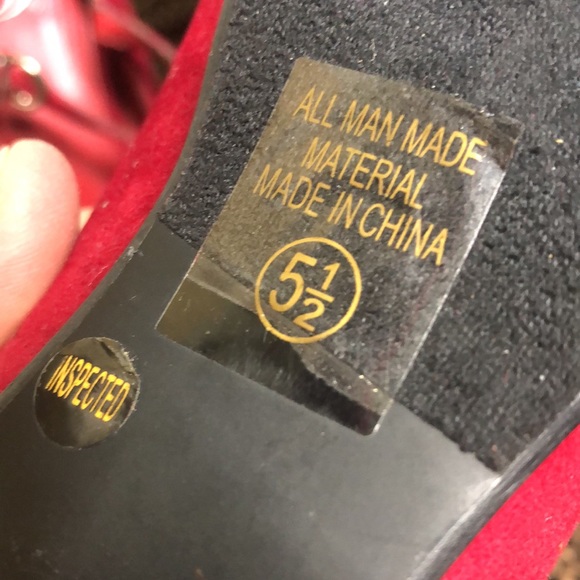 ALL MAN MADE
MATERIAL
MADE IN CHINA
5 1/2
INSPECTED